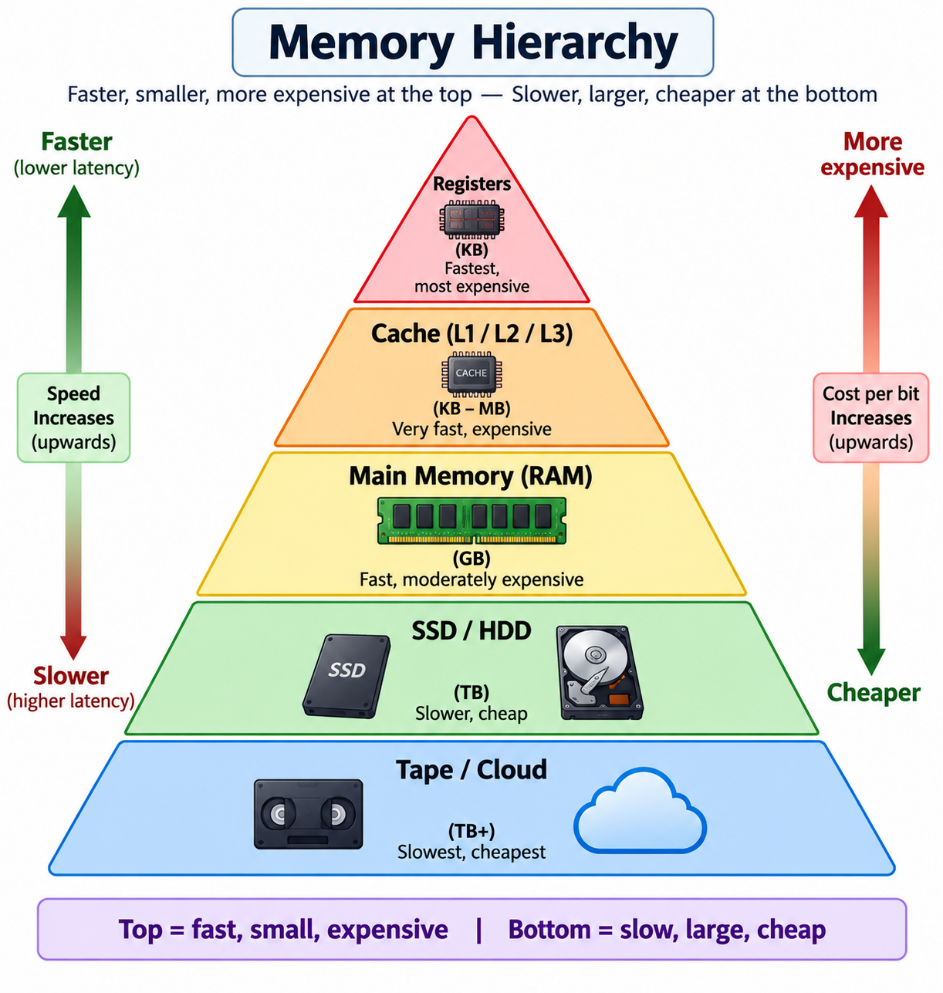 Memory Hierarchy
Faster, smaller, more expensive at the top — Slower, larger, cheaper at the bottom
Faster
(lower latency)
More
expensive
Registers
(KB)
Fastest,
most expensive
Cache (L1 / L2 / L3)
CACHE
(KB – MB)
Very fast, expensive
Speed
Increases
(upwards)
Cost per bit
Increases
(upwards)
Main Memory (RAM)
(GB)
Fast, moderately expensive
SSD / HDD
SSD
(TB)
Slower, cheap
Slower
(higher latency)
Cheaper
Tape / Cloud
(TB+)
Slowest, cheapest
Top = fast, small, expensive | Bottom = slow, large, cheap